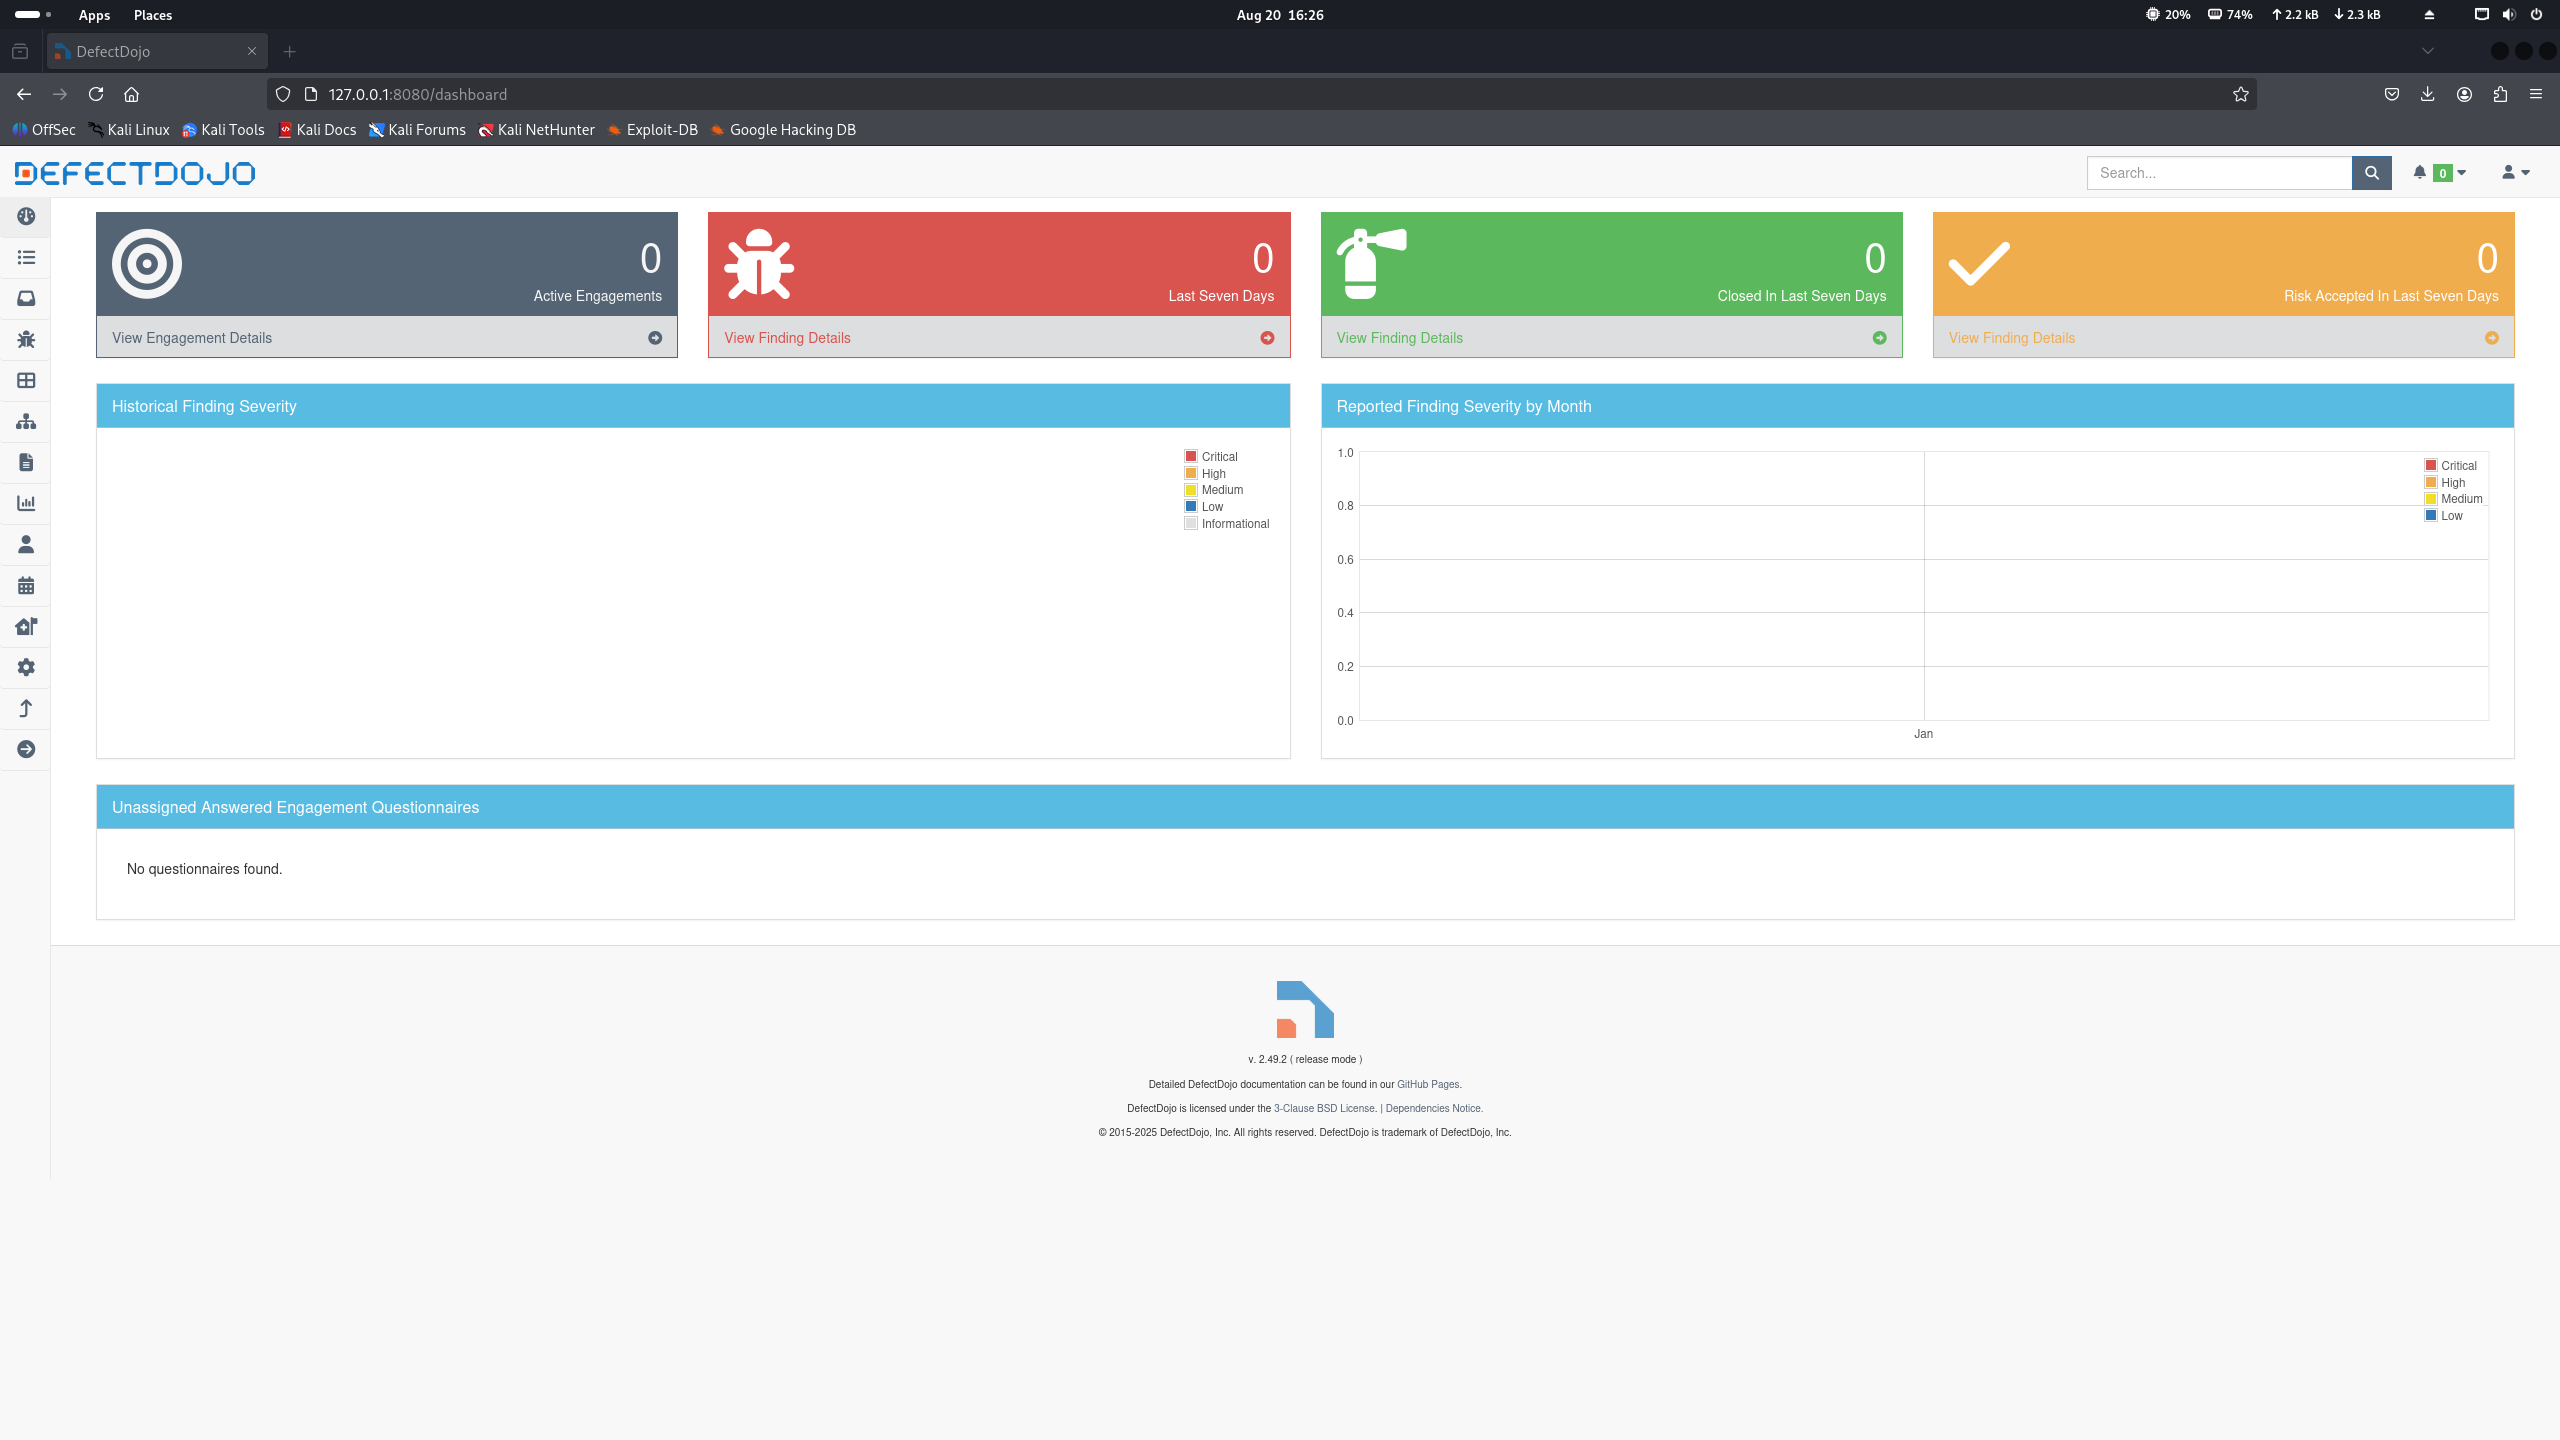 Apps Places Aug 20 16:26 20% 74% 2.2 kB 2.3 kB
DefectDojo
127.0.0.1:8080/dashboard
OffSec Kali Linux Kali Tools Kali Docs Kali Forums Kali NetHunter Exploit-DB Google Hacking DB
DEFECTDOJO Search... 0
0
Active Engagements
View Engagement Details
0
Last Seven Days
View Finding Details
0
Closed In Last Seven Days
View Finding Details
0
Risk Accepted In Last Seven Days
View Finding Details
Historical Finding Severity
Critical
High
Medium
Low
Informational
Reported Finding Severity by Month
1.0
0.8
0.6
0.4
0.2
0.0
Jan
Critical
High
Medium
Low
Unassigned Answered Engagement Questionnaires
No questionnaires found.
v. 2.49.2 ( release mode )
Detailed DefectDojo documentation can be found in our GitHub Pages.
DefectDojo is licensed under the 3-Clause BSD License. | Dependencies Notice.
© 2015-2025 DefectDojo, Inc. All rights reserved. DefectDojo is trademark of DefectDojo, Inc.